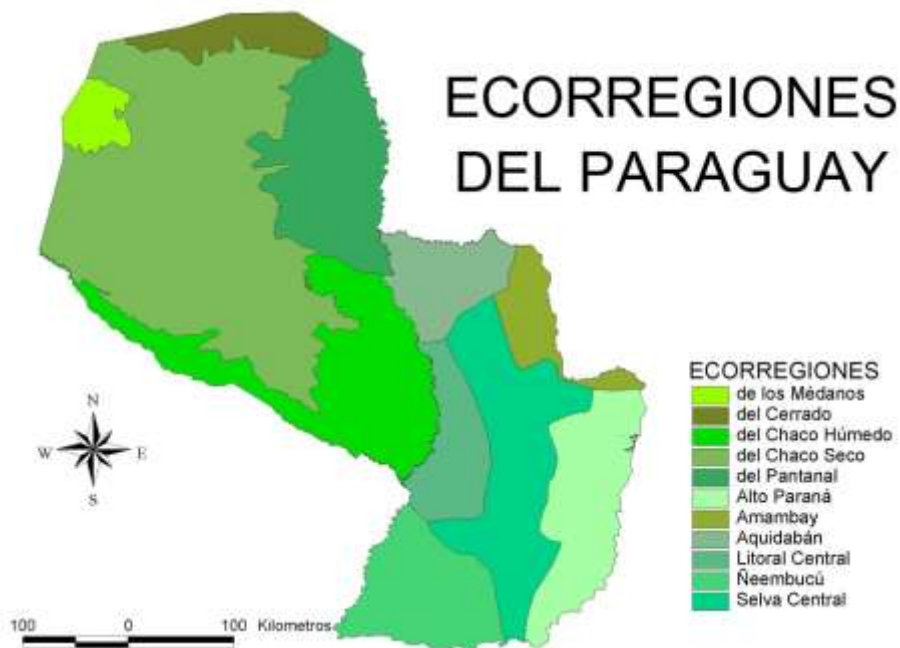 ECORREGIONES
DEL PARAGUAY
ECORREGIONES
de los Médanos
del Cerrado
del Chaco Húmedo
del Chaco Seco
del Pantanal
Alto Paraná
Amambay
Aquidabán
Litoral Central
Ñeembucú
Selva Central
N
W E
S
100 0 100 Kilometros